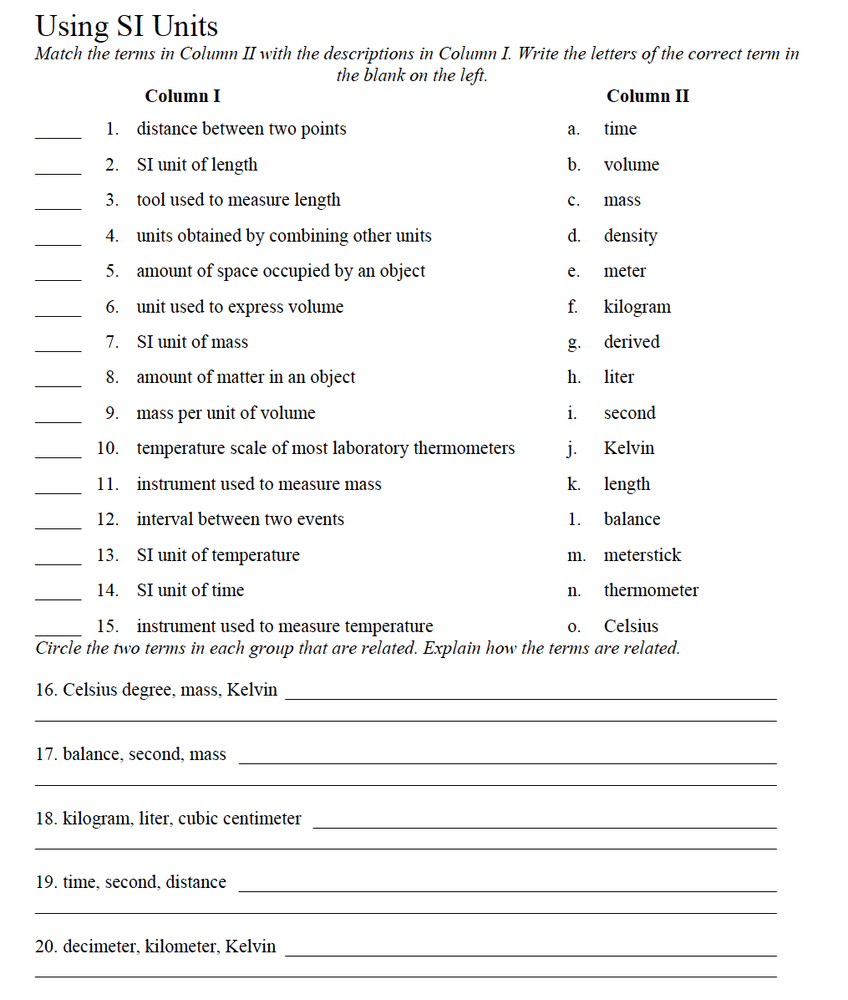 Using SI Units
Match the terms in Column II with the descriptions in Column I. Write the letters of the correct term in
the blank on the left.
Column I Column II
_____ 1. distance between two points a. time
_____ 2. SI unit of length b. volume
_____ 3. tool used to measure length c. mass
_____ 4. units obtained by combining other units d. density
_____ 5. amount of space occupied by an object e. meter
_____ 6. unit used to express volume f. kilogram
_____ 7. SI unit of mass g. derived
_____ 8. amount of matter in an object h. liter
_____ 9. mass per unit of volume i. second
_____ 10. temperature scale of most laboratory thermometers j. Kelvin
_____ 11. instrument used to measure mass k. length
_____ 12. interval between two events l. balance
_____ 13. SI unit of temperature m. meterstick
_____ 14. SI unit of time n. thermometer
_____ 15. instrument used to measure temperature o. Celsius
Circle the two terms in each group that are related. Explain how the terms are related.
16. Celsius degree, mass, Kelvin
17. balance, second, mass
18. kilogram, liter, cubic centimeter
19. time, second, distance
20. decimeter, kilometer, Kelvin